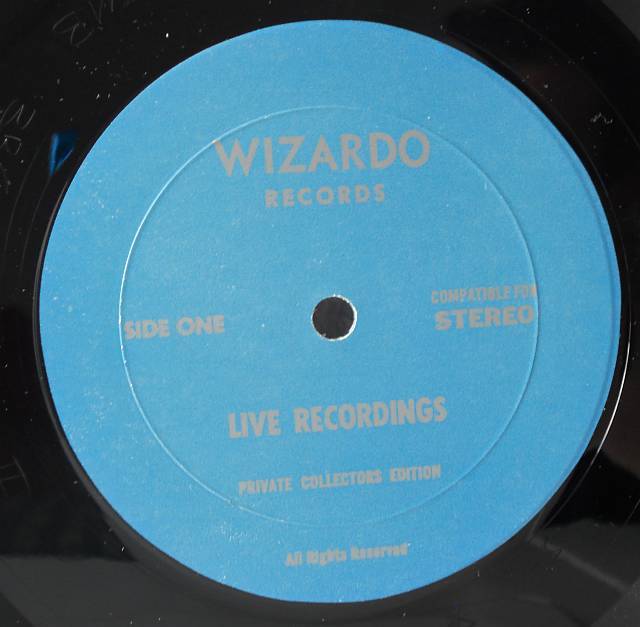 WIZARDO
RECORDS
COMPATIBLE FOR
SIDE ONE
STEREO
LIVE RECORDINGS
PRIVATE COLLECTORS EDITION
All Rights Reserved